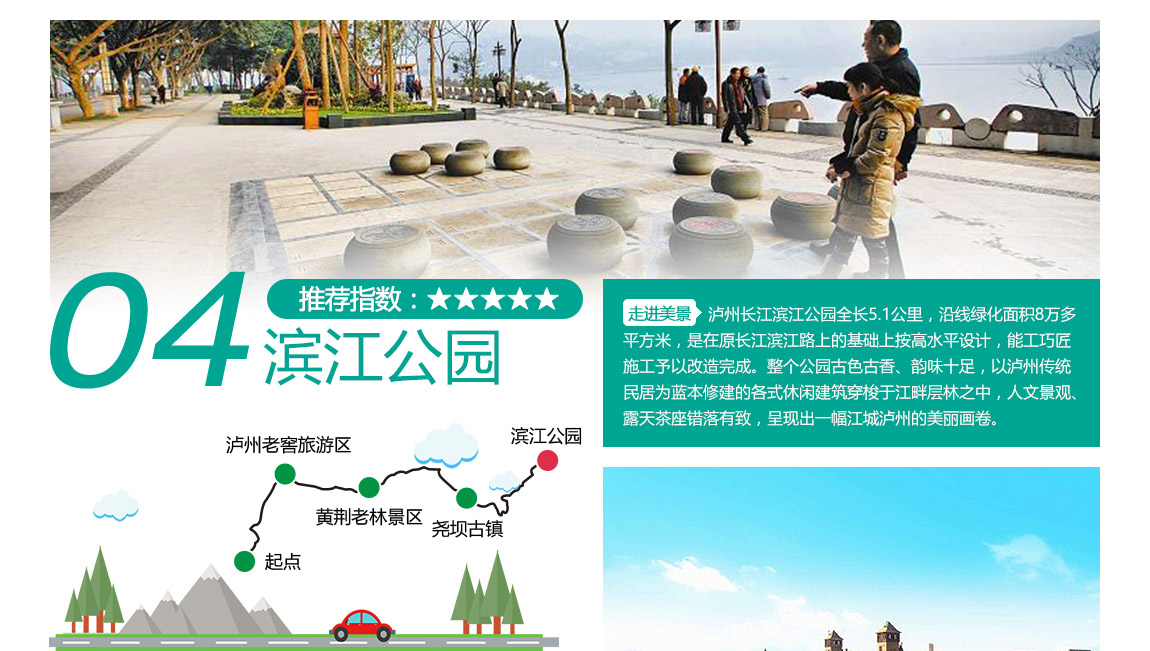 04
推荐指数：★★★★★
滨江公园
走进美景 泸州长江滨江公园全长5.1公里，沿线绿化面积8万多
平方米，是在原长江滨江路上的基础上按高水平设计，能工巧匠
施工予以改造完成。整个公园古色古香、韵味十足，以泸州传统
民居为蓝本修建的各式休闲建筑穿梭于江畔层林之中，人文景观、
露天茶座错落有致，呈现出一幅江城泸州的美丽画卷。
滨江公园
泸州老窖旅游区
黄荆老林景区
尧坝古镇
起点